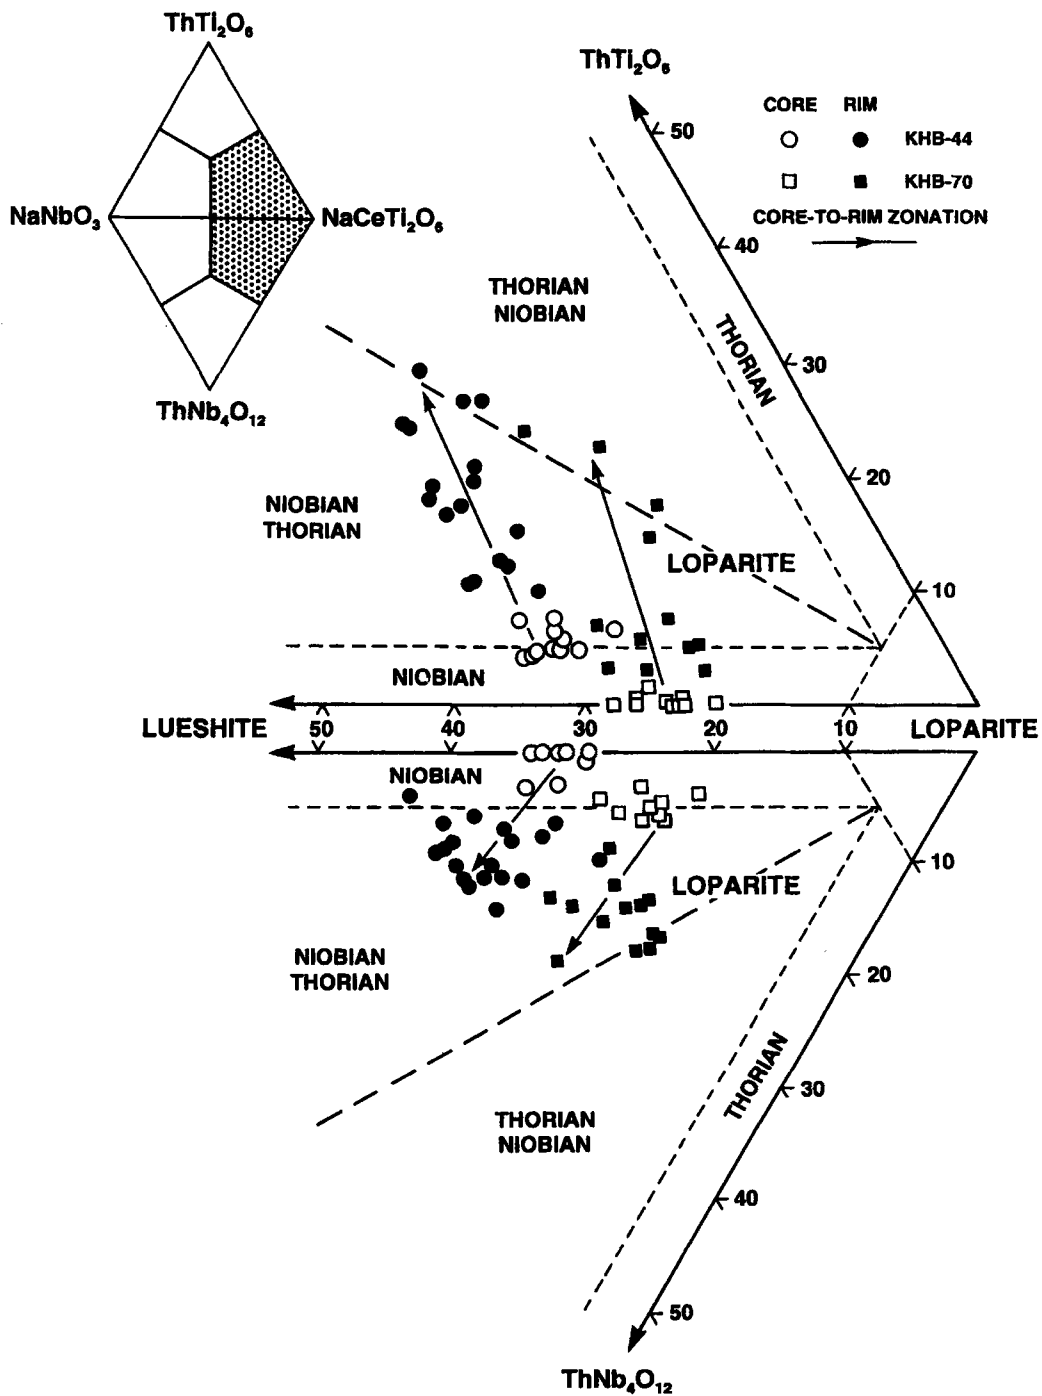 ThTi₂O₆
NaNbO₃
NaCeTi₂O₆
ThNb₄O₁₂
ThTi₂O₆
CORE RIM
KHB-44
KHB-70
CORE-TO-RIM ZONATION
50
40
30
20
10
THORIAN
THORIAN
NIOBIAN
NIOBIAN
THORIAN
LOPARITE
NIOBIAN
LUESHITE
50 40 30 20 10
LOPARITE
NIOBIAN
LOPARITE
NIOBIAN
THORIAN
THORIAN
NIOBIAN
THORIAN
10
20
30
40
50
ThNb₄O₁₂